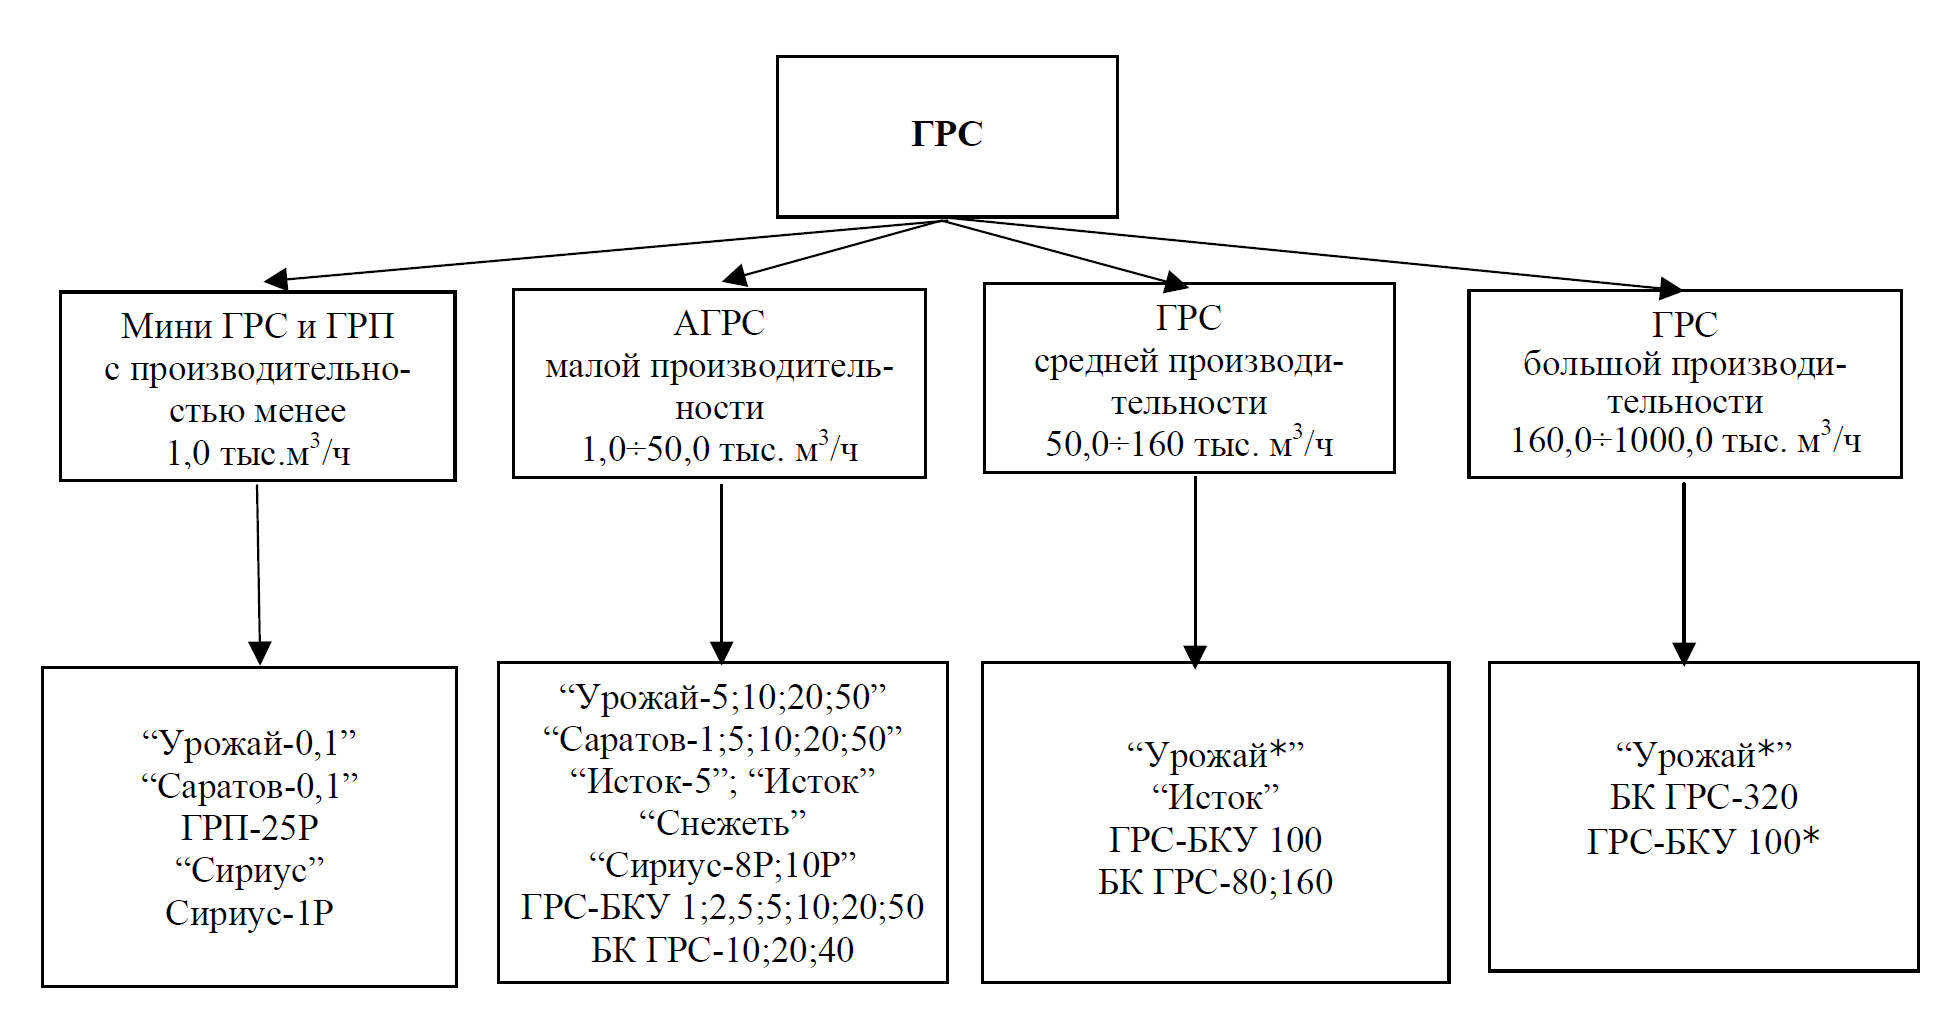 ГРС
Мини ГРС и ГРП
с производительно-
стью менее
1,0 тыс.м³/ч
АГРС
малой производитель-
ности
1,0÷50,0 тыс. м³/ч
ГРС
средней производи-
тельности
50,0÷160 тыс. м³/ч
ГРС
большой производи-
тельности
160,0÷1000,0 тыс. м³/ч
“Урожай-0,1”
“Саратов-0,1”
ГРП-25Р
“Сириус”
Сириус-1Р
“Урожай-5;10;20;50”
“Саратов-1;5;10;20;50”
“Исток-5”; “Исток”
“Снежеть”
“Сириус-8Р;10Р”
ГРС-БКУ 1;2,5;5;10;20;50
БК ГРС-10;20;40
“Урожай*”
“Исток”
ГРС-БКУ 100
БК ГРС-80;160
“Урожай*”
БК ГРС-320
ГРС-БКУ 100*